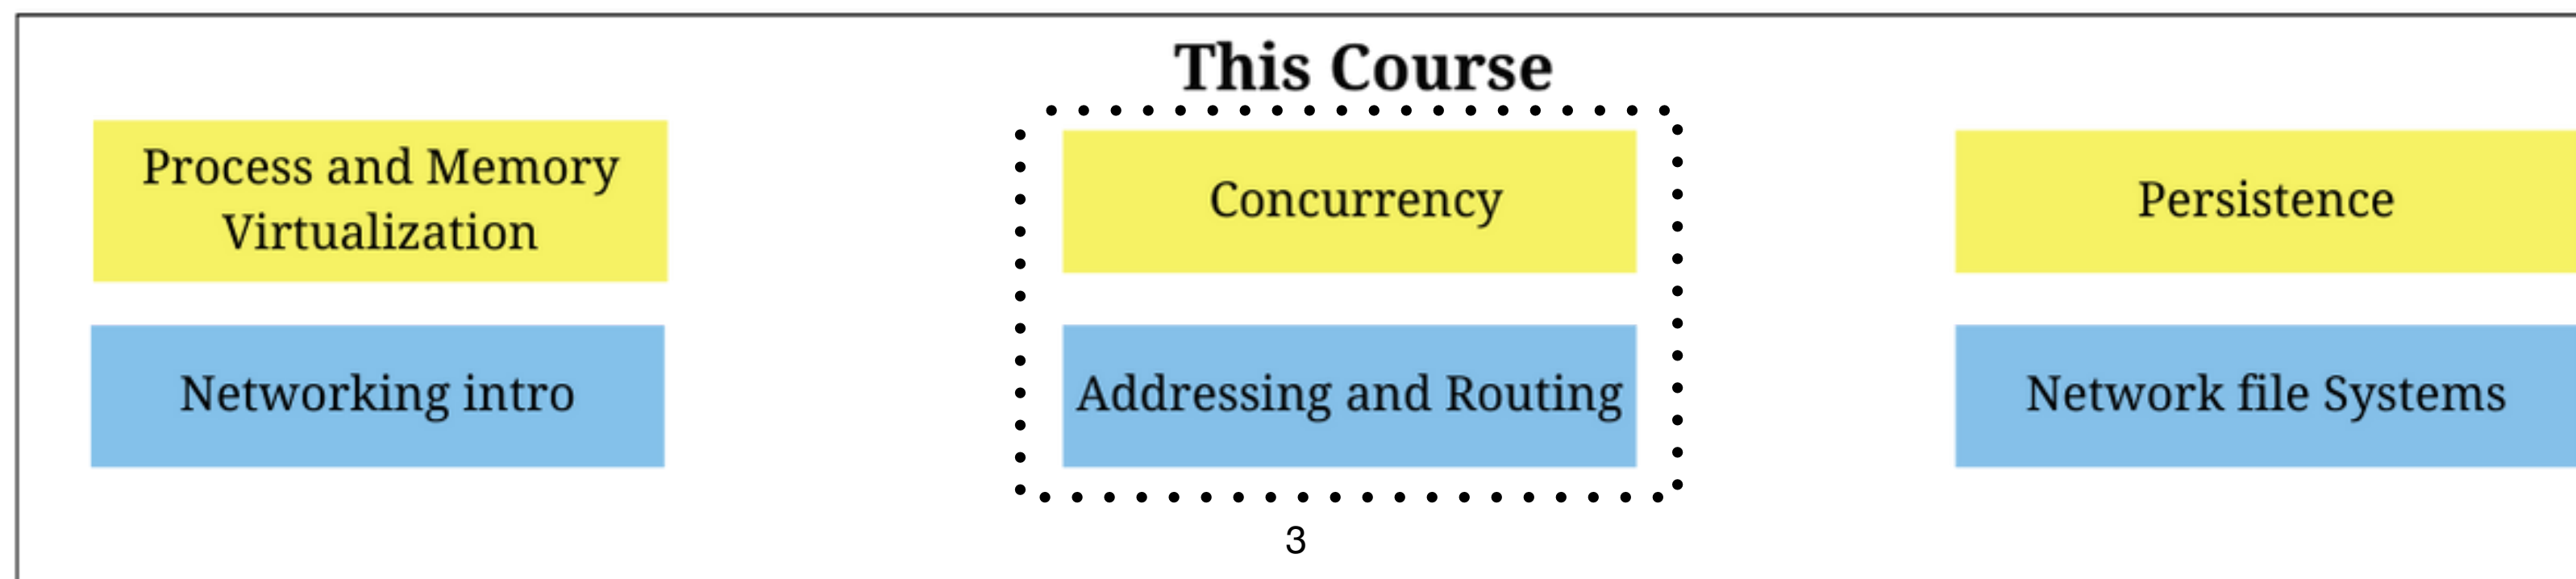 This Course
Process and Memory
Virtualization
Concurrency
Persistence
Networking intro
Addressing and Routing
Network file Systems
3